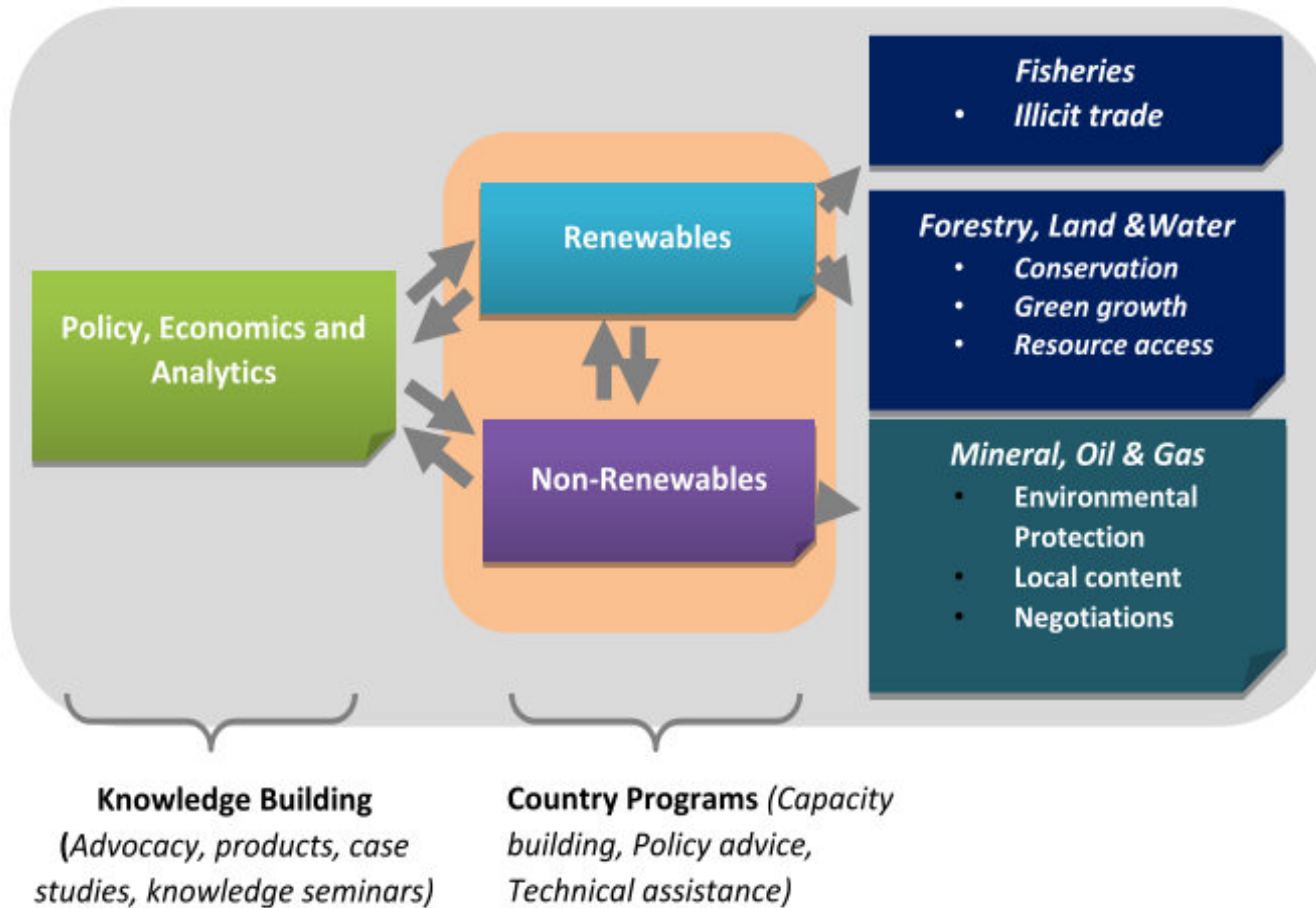 Policy, Economics and
Analytics
Renewables
Non-Renewables
Fisheries
• Illicit trade
Forestry, Land &Water
• Conservation
• Green growth
• Resource access
Mineral, Oil & Gas
• Environmental
Protection
• Local content
• Negotiations
Knowledge Building
(Advocacy, products, case
studies, knowledge seminars)
Country Programs (Capacity
building, Policy advice,
Technical assistance)